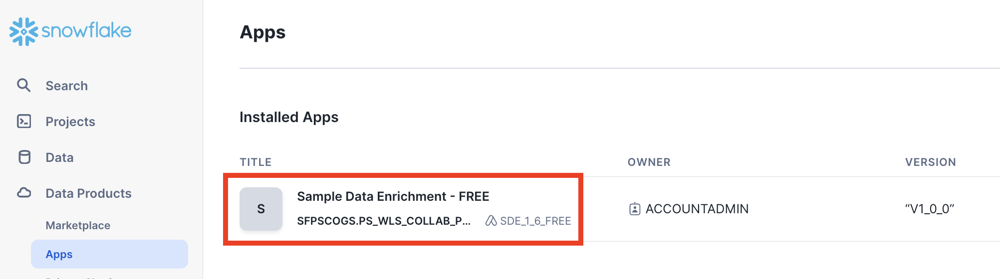 snowflake
Search
Projects
Data
Data Products
Marketplace
Apps
Apps
Installed Apps
TITLE OWNER VERSION
S
Sample Data Enrichment - FREE
SFPSCOGS.PS_WLS_COLLAB_P... SDE_1_6_FREE
ACCOUNTADMIN
“V1_0_0”